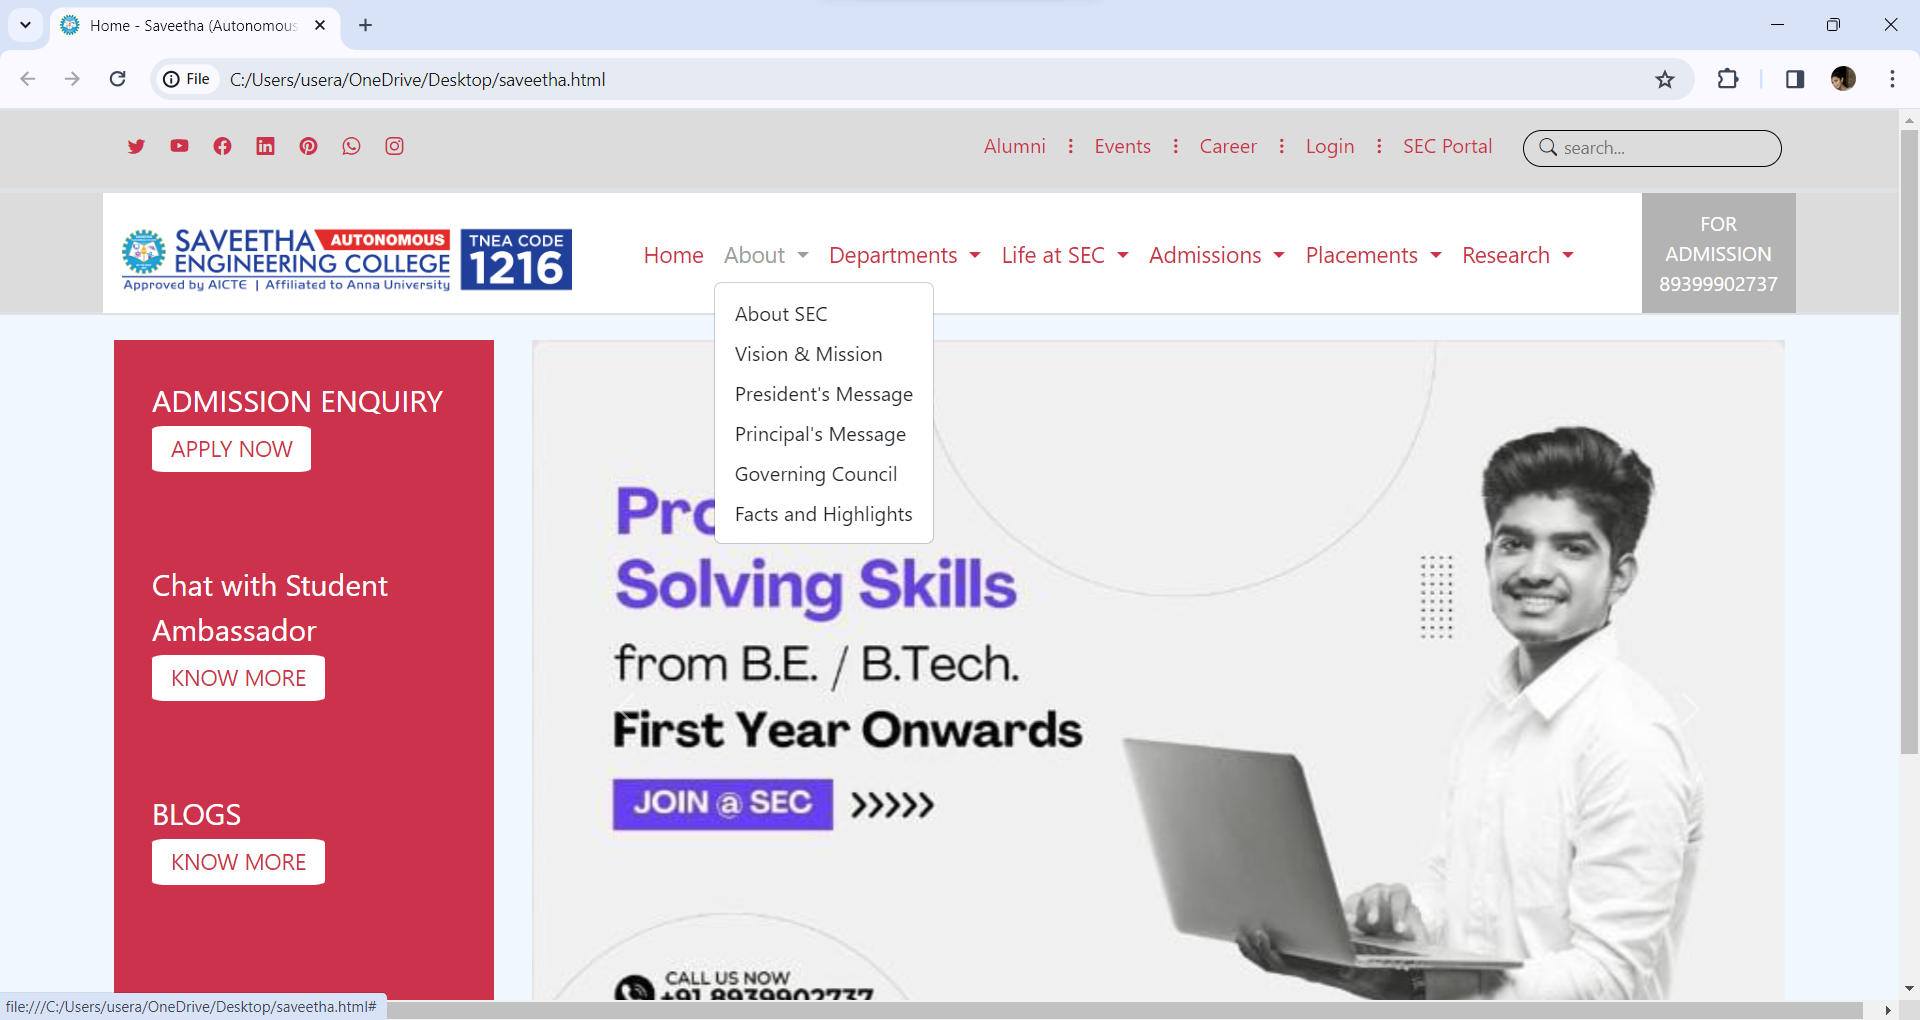 Home - Saveetha (Autonomous
File
C:/Users/usera/OneDrive/Desktop/saveetha.html
Alumni
Events
Career
Login
SEC Portal
search...
SAVEETHA AUTONOMOUS
ENGINEERING COLLEGE
Approved by AICTE | Affiliated to Anna University
TNEA CODE
1216
Home
About
Departments
Life at SEC
Admissions
Placements
Research
FOR
ADMISSION
89399902737
About SEC
Vision & Mission
President's Message
Principal's Message
Governing Council
Facts and Highlights
ADMISSION ENQUIRY
APPLY NOW
Chat with Student
Ambassador
KNOW MORE
BLOGS
KNOW MORE
Pro
Solving Skills
from B.E. / B.Tech.
First Year Onwards
JOIN @ SEC
CALL US NOW
+91 8939902737
file:///C:/Users/usera/OneDrive/Desktop/saveetha.html#